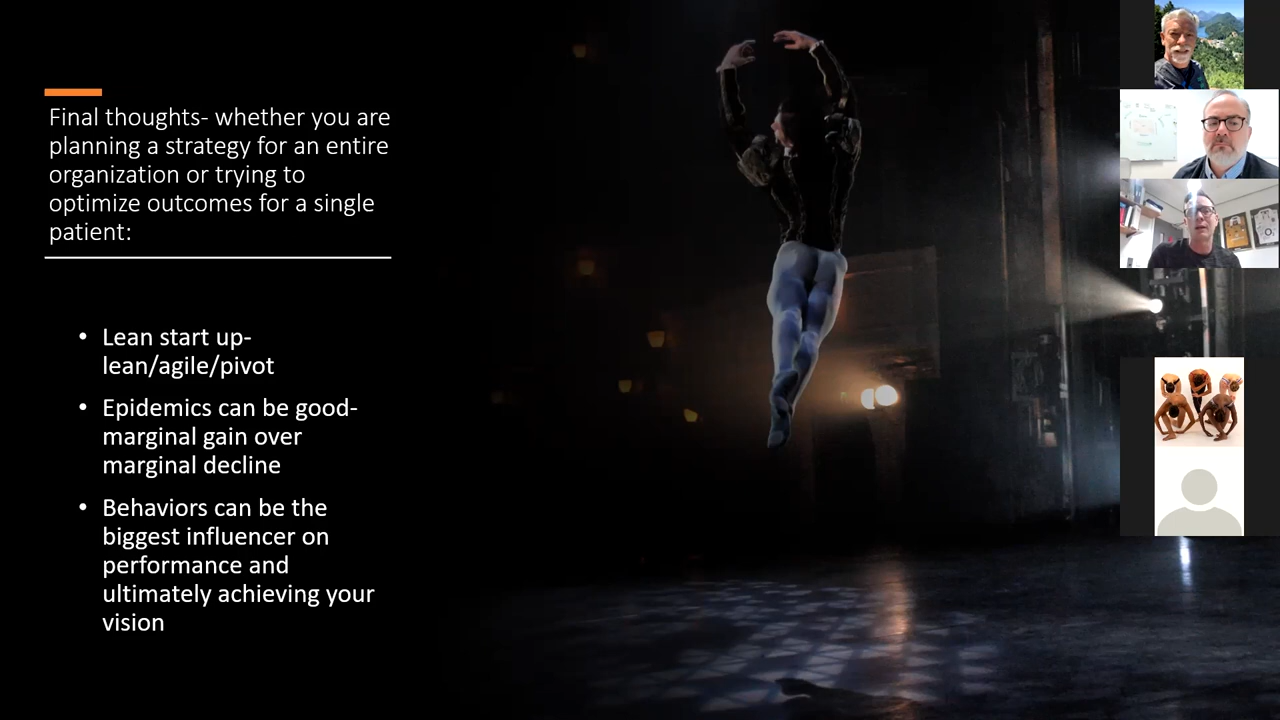 Final thoughts- whether you are
planning a strategy for an entire
organization or trying to
optimize outcomes for a single
patient:
• Lean start up-
lean/agile/pivot
• Epidemics can be good-
marginal gain over
marginal decline
• Behaviors can be the
biggest influencer on
performance and
ultimately achieving your
vision